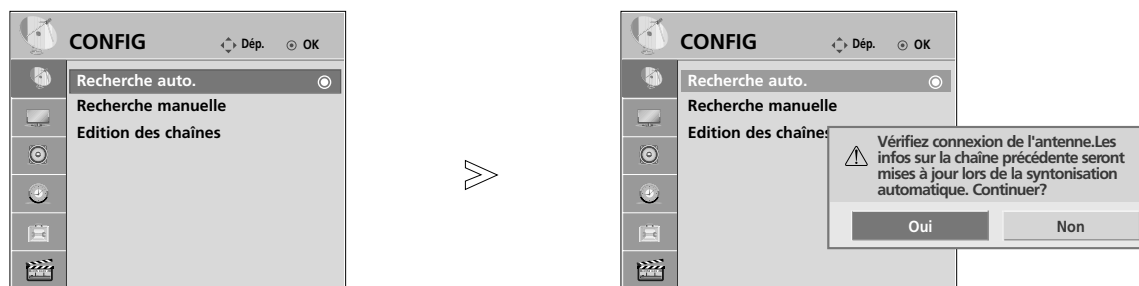 CONFIG Dép. OK
Recherche auto.
Recherche manuelle
Edition des chaînes
CONFIG Dép. OK
Recherche auto.
Recherche manuelle
Edition des chaînes
Vérifiez connexion de l'antenne.Les
infos sur la chaîne précédente seront
mises à jour lors de la syntonisation
automatique. Continuer?
Oui Non